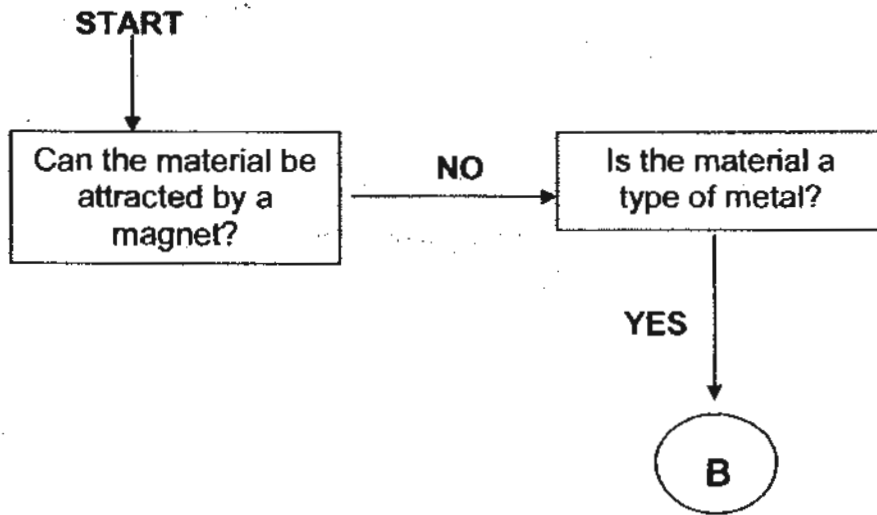 START
Can the material be
attracted by a
magnet?
NO
Is the material a
type of metal?
YES
B